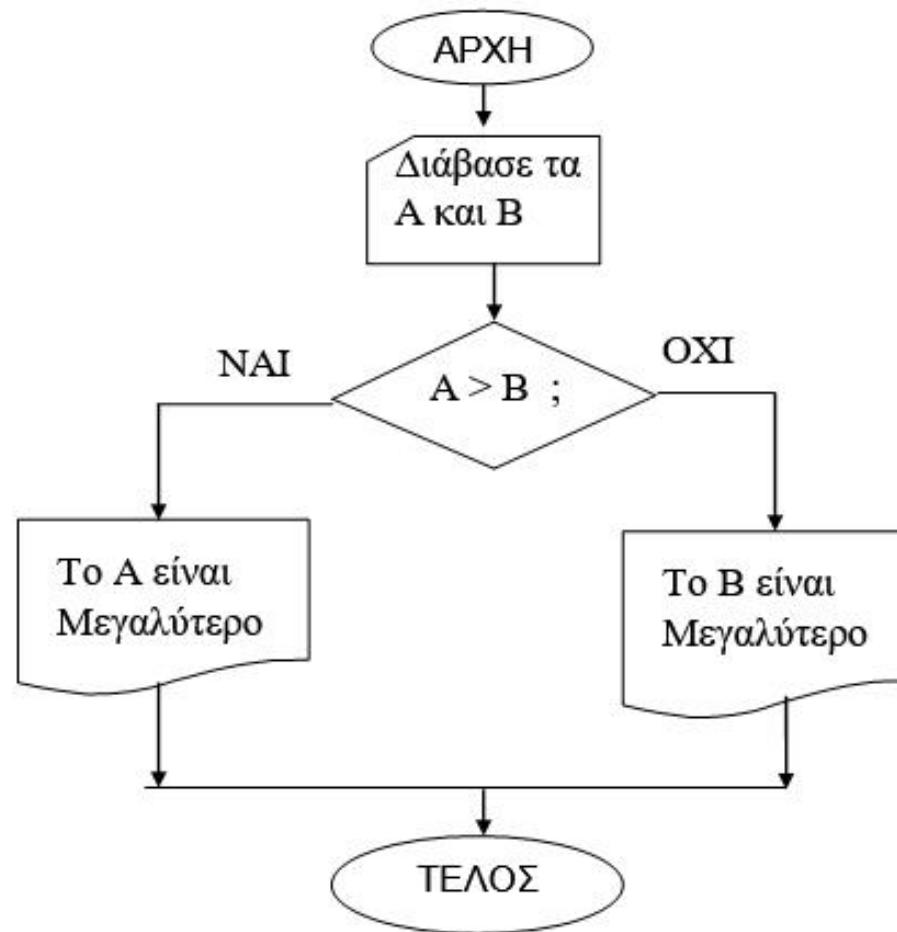 ΑΡΧΗ
Διάβασε τα
Α και Β
ΝΑΙ
ΟΧΙ
Α > Β ;
Το Α είναι
Μεγαλύτερο
Το Β είναι
Μεγαλύτερο
ΤΕΛΟΣ